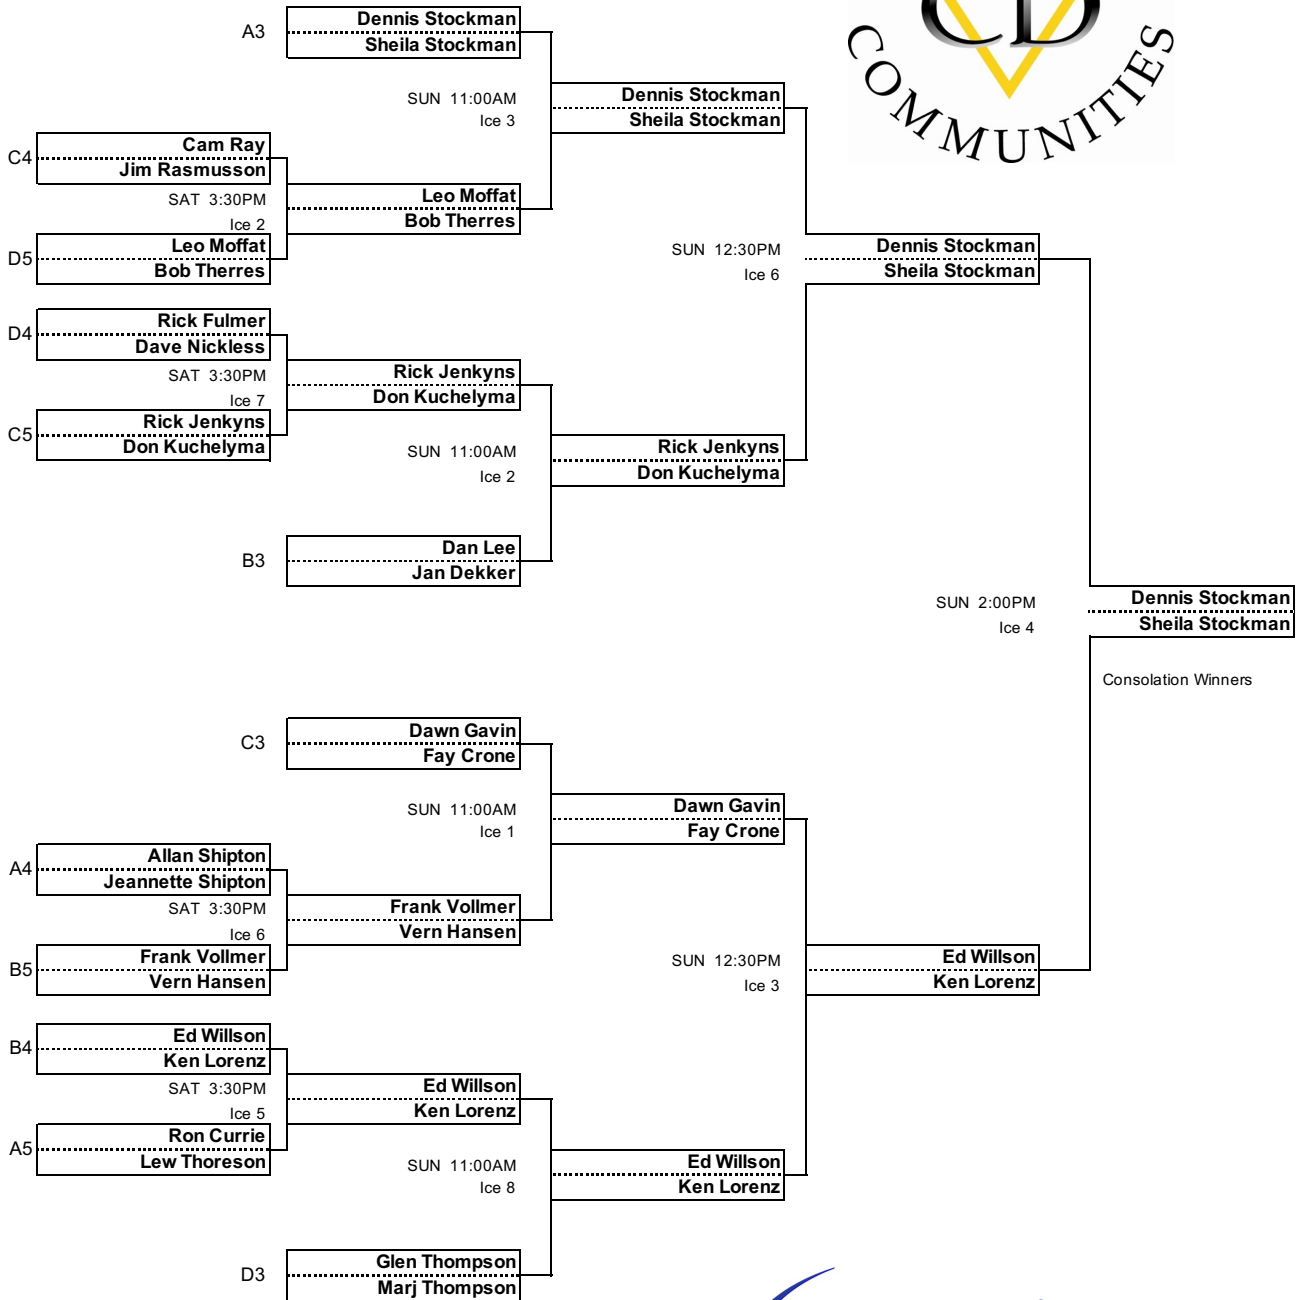 A3
Dennis Stockman
Sheila Stockman
CD
COMMUNITIES
SUN 11:00AM
Ice 3
Dennis Stockman
Sheila Stockman
C4
Cam Ray
Jim Rasmusson
SAT 3:30PM
Ice 2
Leo Moffat
Bob Therres
D5
Leo Moffat
Bob Therres
SUN 12:30PM
Ice 6
Dennis Stockman
Sheila Stockman
D4
Rick Fulmer
Dave Nickless
SAT 3:30PM
Ice 7
Rick Jenkyns
Don Kuchelyma
C5
Rick Jenkyns
Don Kuchelyma
SUN 11:00AM
Ice 2
Rick Jenkyns
Don Kuchelyma
B3
Dan Lee
Jan Dekker
SUN 2:00PM
Ice 4
Dennis Stockman
Sheila Stockman
Consolation Winners
C3
Dawn Gavin
Fay Crone
SUN 11:00AM
Ice 1
Dawn Gavin
Fay Crone
A4
Allan Shipton
Jeannette Shipton
SAT 3:30PM
Ice 6
Frank Vollmer
Vern Hansen
B5
Frank Vollmer
Vern Hansen
SUN 12:30PM
Ice 3
Ed Willson
Ken Lorenz
B4
Ed Willson
Ken Lorenz
SAT 3:30PM
Ice 5
Ed Willson
Ken Lorenz
A5
Ron Currie
Lew Thoreson
SUN 11:00AM
Ice 8
Ed Willson
Ken Lorenz
D3
Glen Thompson
Marj Thompson